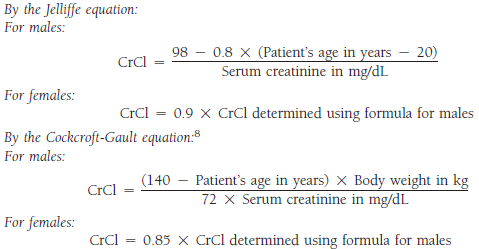 By the Jelliffe equation:
For males:
CrCl = 98 − 0.8 × (Patient's age in years − 20)
Serum creatinine in mg/dL
For females:
CrCl = 0.9 × CrCl determined using formula for males
By the Cockcroft-Gault equation:8
For males:
CrCl = (140 − Patient's age in years) × Body weight in kg
72 × Serum creatinine in mg/dL
For females:
CrCl = 0.85 × CrCl determined using formula for males